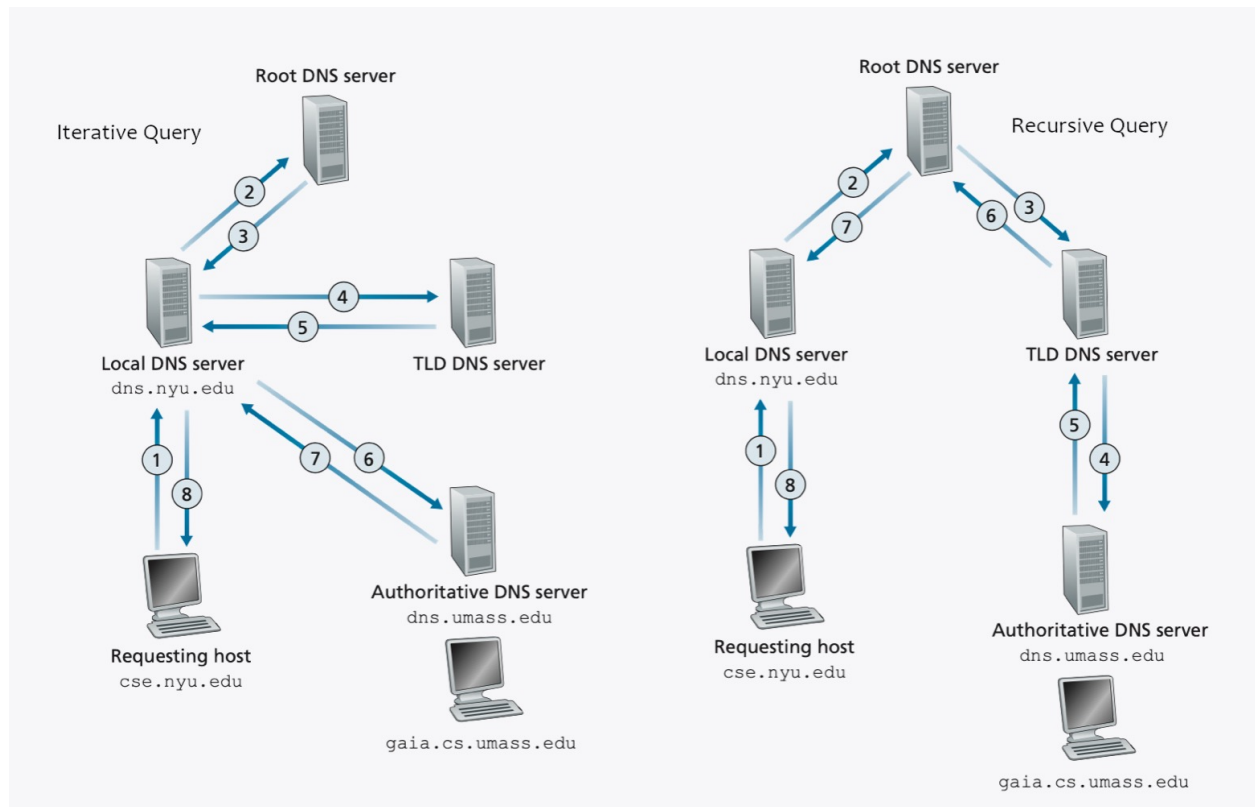 Root DNS server
Iterative Query
2
3
4
5
Local DNS server
dns.nyu.edu
TLD DNS server
1
8
7
6
Requesting host
cse.nyu.edu
Authoritative DNS server
dns.umass.edu
gaia.cs.umass.edu
Root DNS server
Recursive Query
2
7
3
6
Local DNS server
dns.nyu.edu
TLD DNS server
1
8
5
4
Requesting host
cse.nyu.edu
Authoritative DNS server
dns.umass.edu
gaia.cs.umass.edu